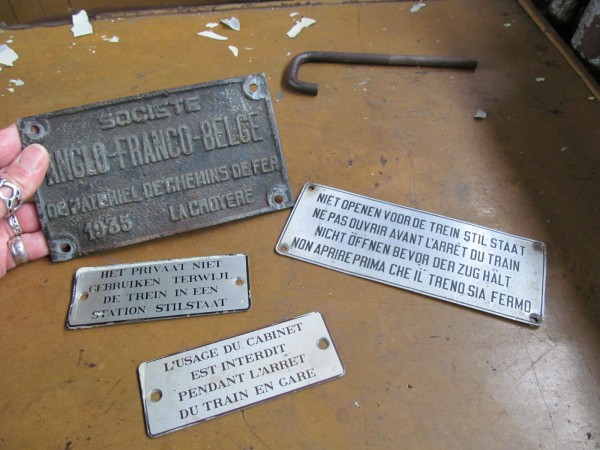 SOCIETE
ANGLO-FRANCO-BELGE
DE MATERIEL DE CHEMINS DE FER
1935 LA CROYERE
NIET OPENEN VOOR DE TREIN STIL STAAT
NE PAS OUVRIR AVANT L'ARRÊT DU TRAIN
NICHT ÖFFNEN BEVOR DER ZUG HÄLT
NON APRIRE PRIMA CHE IL TRENO SIA FERMO
HET PRIVAAT NIET
GEBRUIKEN TERWIJL
DE TREIN IN EEN
STATION STILSTAAT
L'USAGE DU CABINET
EST INTERDIT
PENDANT L'ARRET
DU TRAIN EN GARE